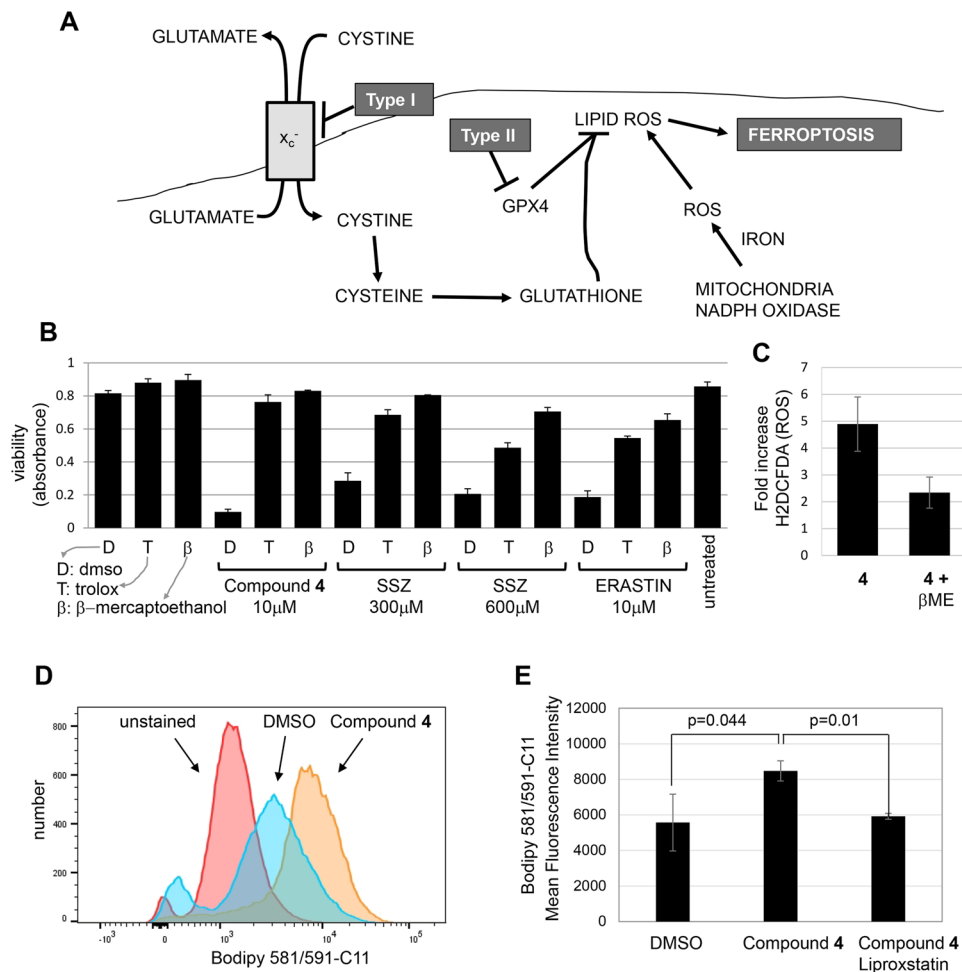 A
GLUTAMATE
CYSTINE
Type I
x c -
LIPID ROS
Type II
FERROPTOSIS
GPX4
ROS
GLUTAMATE
CYSTINE
IRON
CYSTEINE
GLUTATHIONE
MITOCHONDRIA
NADPH OXIDASE
B
viability
(absorbance)
1
0.8
0.6
0.4
0.2
0
D T β D T β D T β D T β D T β untreated
D: dmso
T: trolox
β: β-mercaptoethanol
Compound 4
10μM
SSZ
300μM
SSZ
600μM
ERASTIN
10μM
C
Fold increase
H2DCFDA (ROS)
7
6
5
4
3
2
1
0
4
4 +
βME
D
number
800
600
400
200
0
unstained
DMSO
Compound 4
-10³ 0 10³ 10⁴ 10⁵
Bodipy 581/591-C11
E
Bodipy 581/591-C11
Mean Fluorescence Intensity
12000
10000
8000
6000
4000
2000
0
p=0.044
p=0.01
DMSO
Compound 4
Compound 4
Liproxstatin